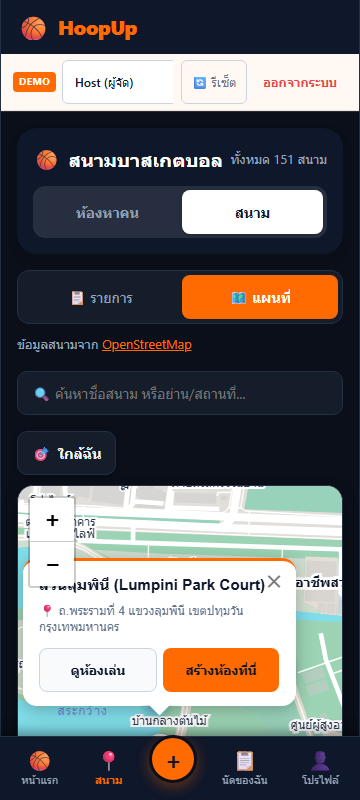 HoopUp
DEMO Host (ผู้จัด) รีเซ็ต ออกจากระบบ
สนามบาสเกตบอล ทั้งหมด 151 สนาม
ห้องหาคน สนาม
รายการ แผนที่
ข้อมูลสนามจาก OpenStreetMap
ค้นหาชื่อสนาม หรือย่าน/สถานที่...
ใกล้ฉัน
+
−
สวนลุมพินี (Lumpini Park Court) ×
ถ.พระรามที่ 4 แขวงลุมพินี เขตปทุมวัน
กรุงเทพมหานคร
ดูห้องเล่น สร้างห้องที่นี่
สระกว้าง
บ้านกลางต้นไม้
ศูนย์ผู้สูงอ
หน้าแรก สนาม + นัดของฉัน โปรไฟล์